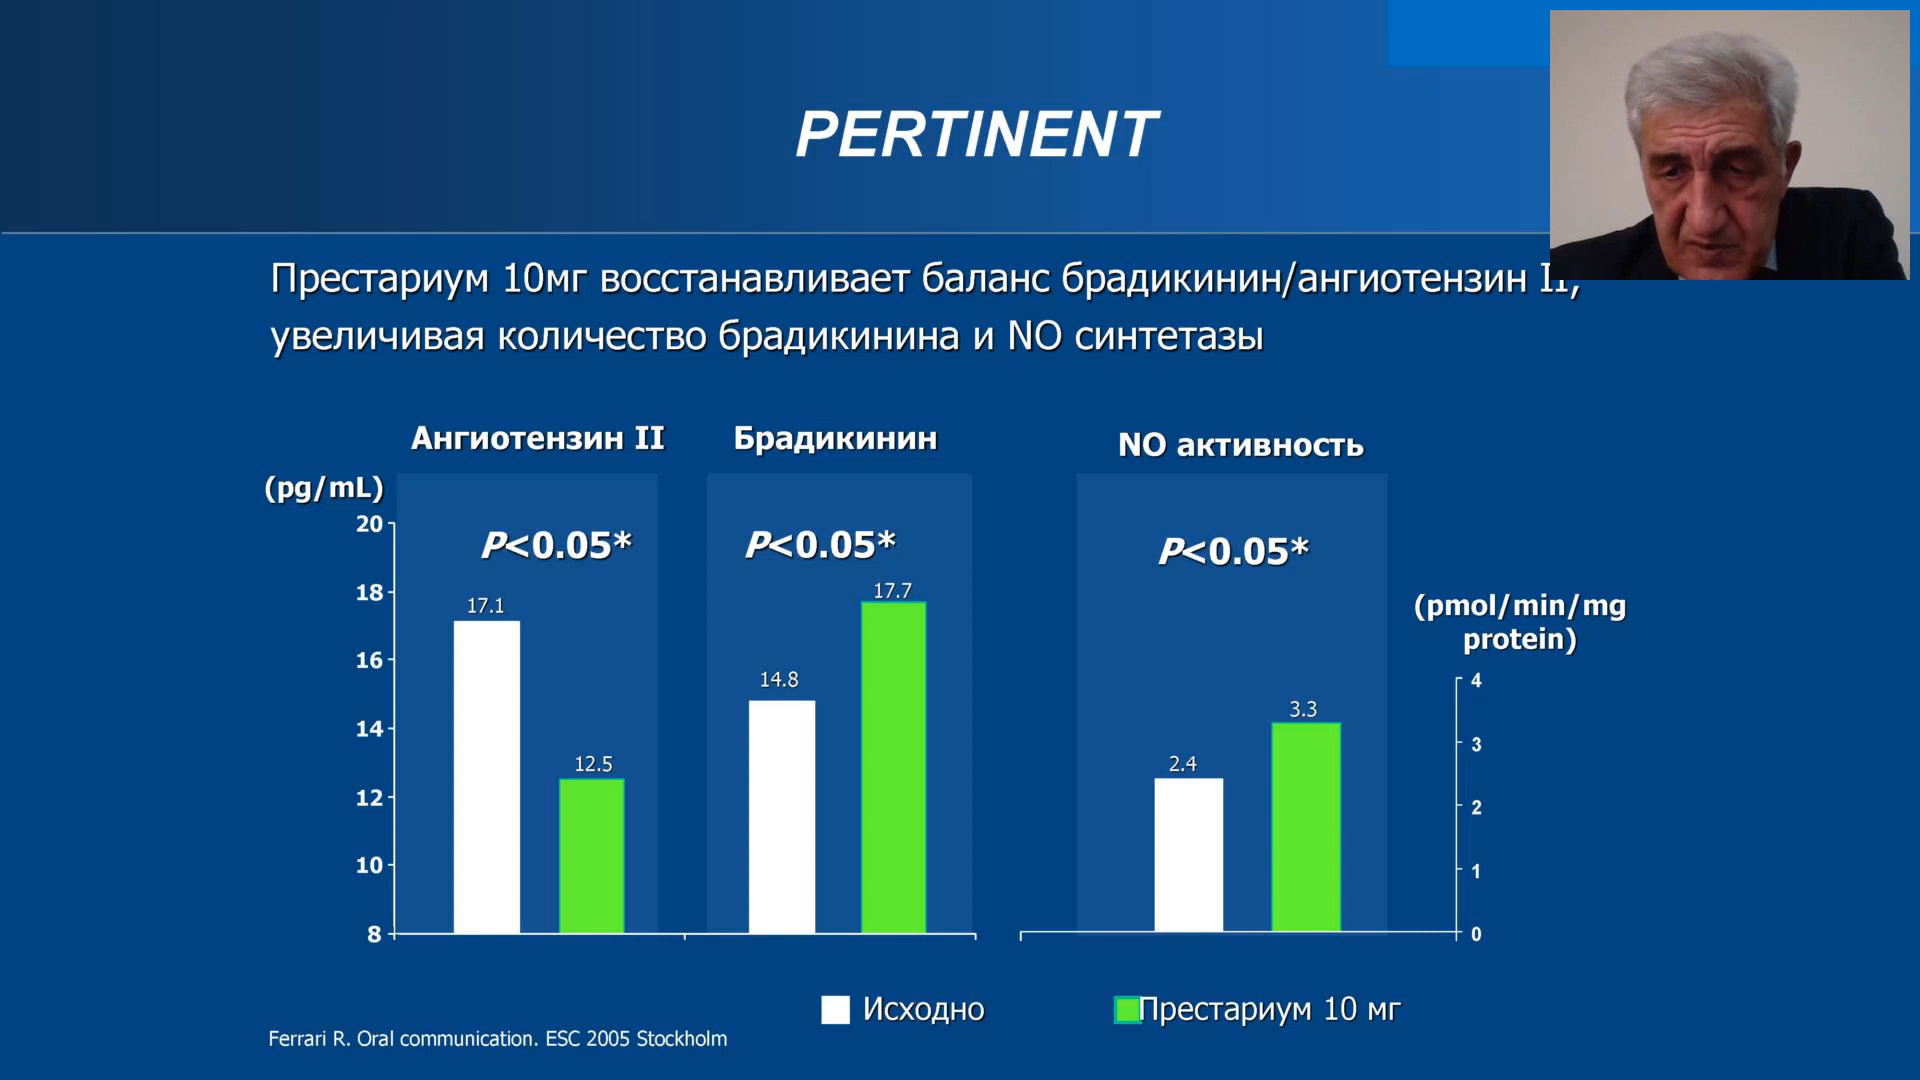 PERTINENT
Престариум 10мг восстанавливает баланс брадикинин/ангиотензин II,
увеличивая количество брадикинина и NO синтетазы
Ангиотензин II
Брадикинин
NO активность
(pg/mL)
P<0.05*
P<0.05*
P<0.05*
20
18
16
14
12
10
8
17.1
12.5
14.8
17.7
2.4
3.3
(pmol/min/mg
protein)
4
3
2
1
0
Исходно
Престариум 10 мг
Ferrari R. Oral communication. ESC 2005 Stockholm